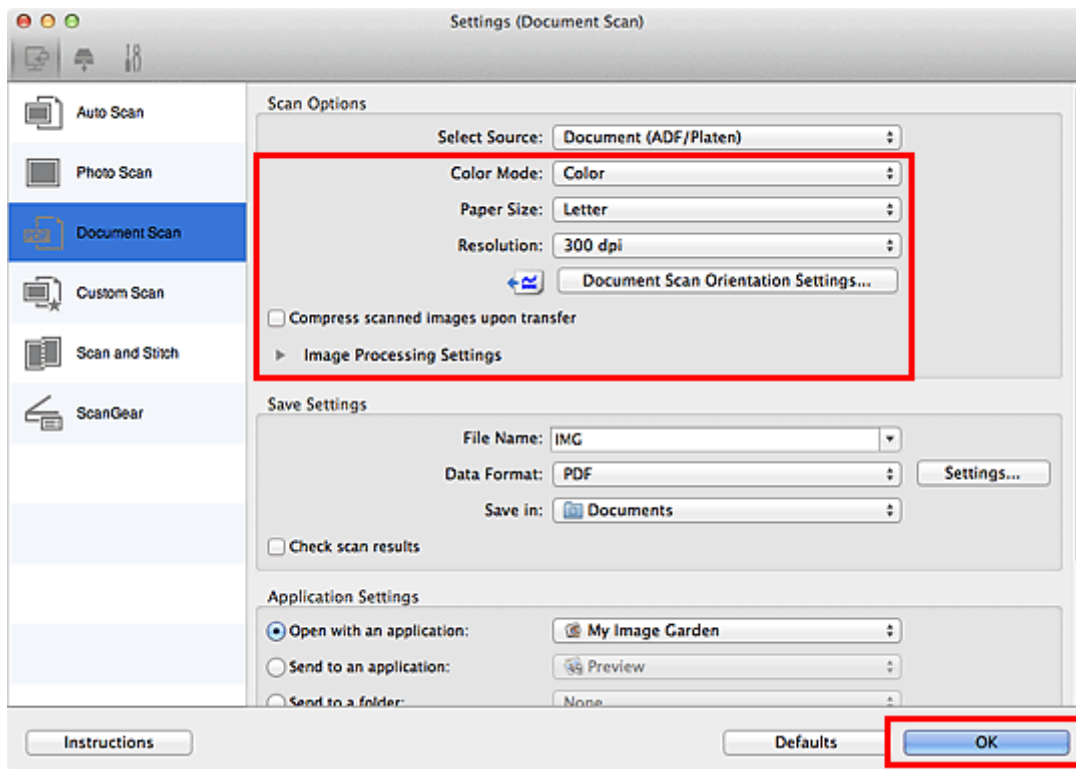 Settings (Document Scan)
Auto Scan
Photo Scan
Document Scan
Custom Scan
Scan and Stitch
ScanGear
Scan Options
Select Source: Document (ADF/Platen)
Color Mode: Color
Paper Size: Letter
Resolution: 300 dpi
Document Scan Orientation Settings...
Compress scanned images upon transfer
Image Processing Settings
Save Settings
File Name: IMG
Data Format: PDF Settings...
Save in: Documents
Check scan results
Application Settings
Open with an application: My Image Garden
Send to an application: Preview
Send to a folder: None
Instructions Defaults OK